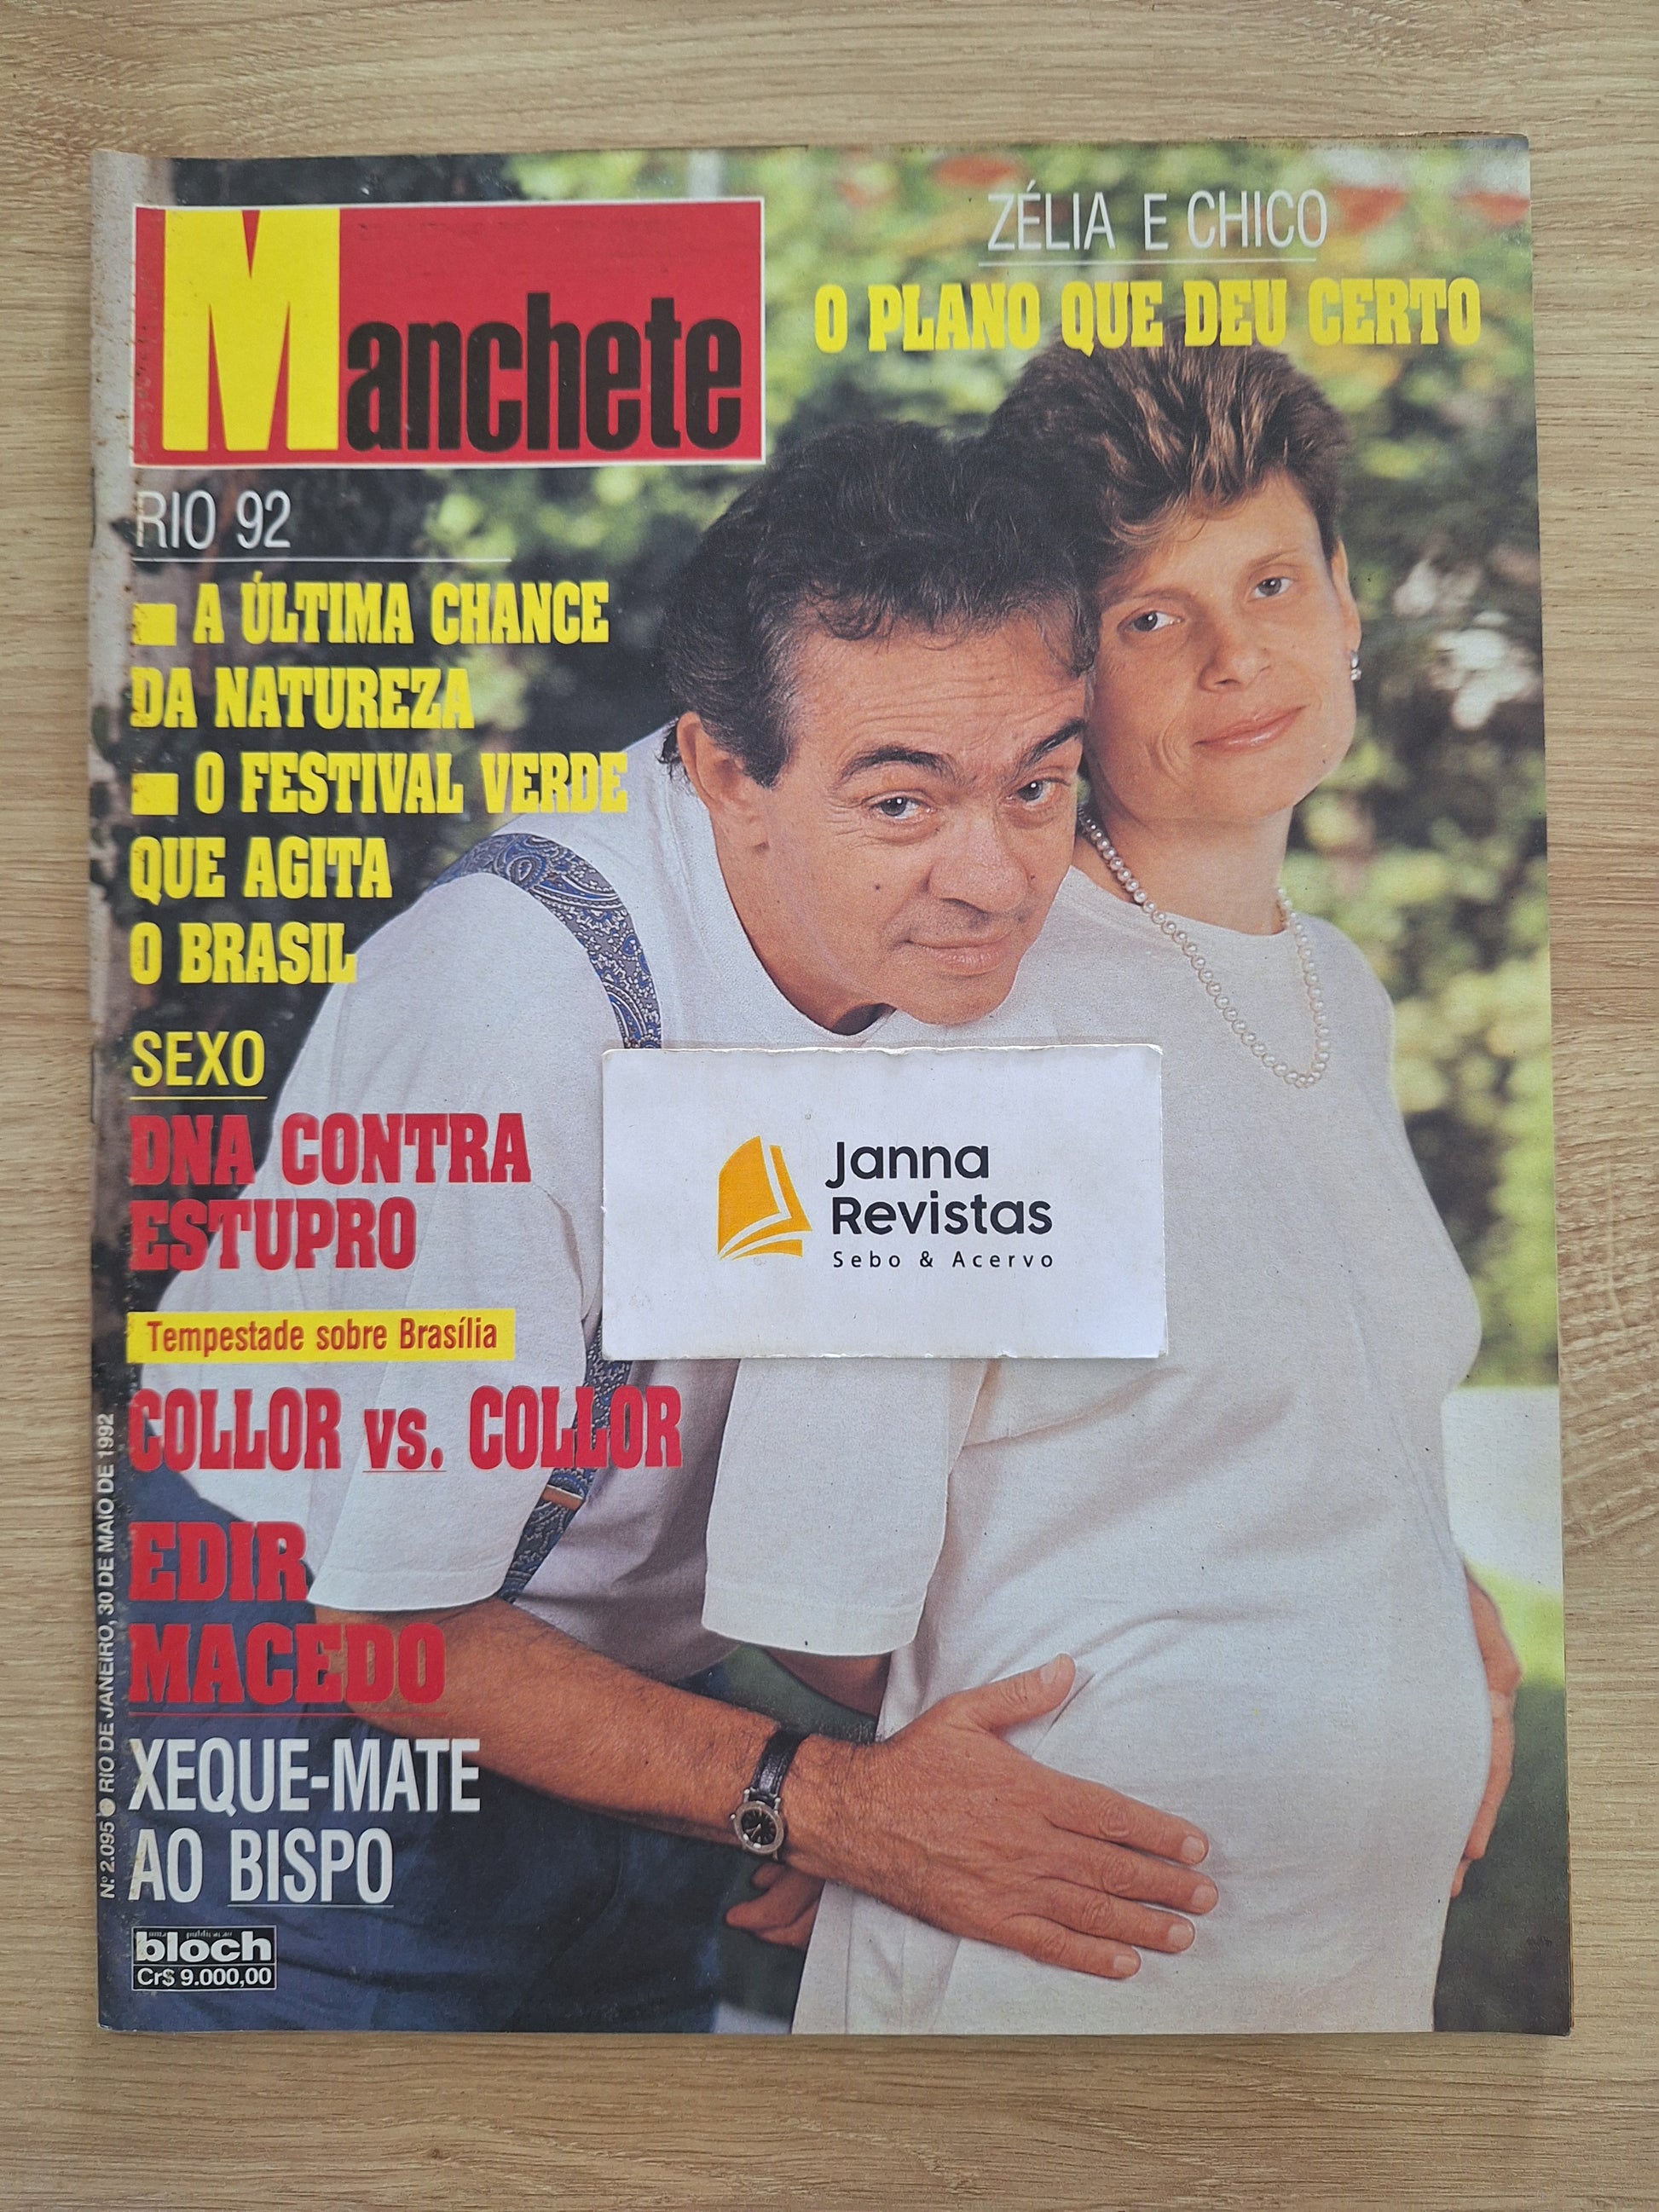 Manchete
ZÉLIA E CHICO
O PLANO QUE DEU CERTO
RIO 92
A ÚLTIMA CHANCE
DA NATUREZA
O FESTIVAL VERDE
QUE AGITA
O BRASIL
SEXO
DNA CONTRA
ESTUPRO
Janna
Revistas
Sebo & Acervo
Tempestade sobre Brasília
COLLOR vs. COLLOR
EDIR
MACEDO
XEQUE-MATE
AO BISPO
bloch
Cr$ 9.000,00
Nº 2.095 ● RIO DE JANEIRO, 30 DE MAIO DE 1992